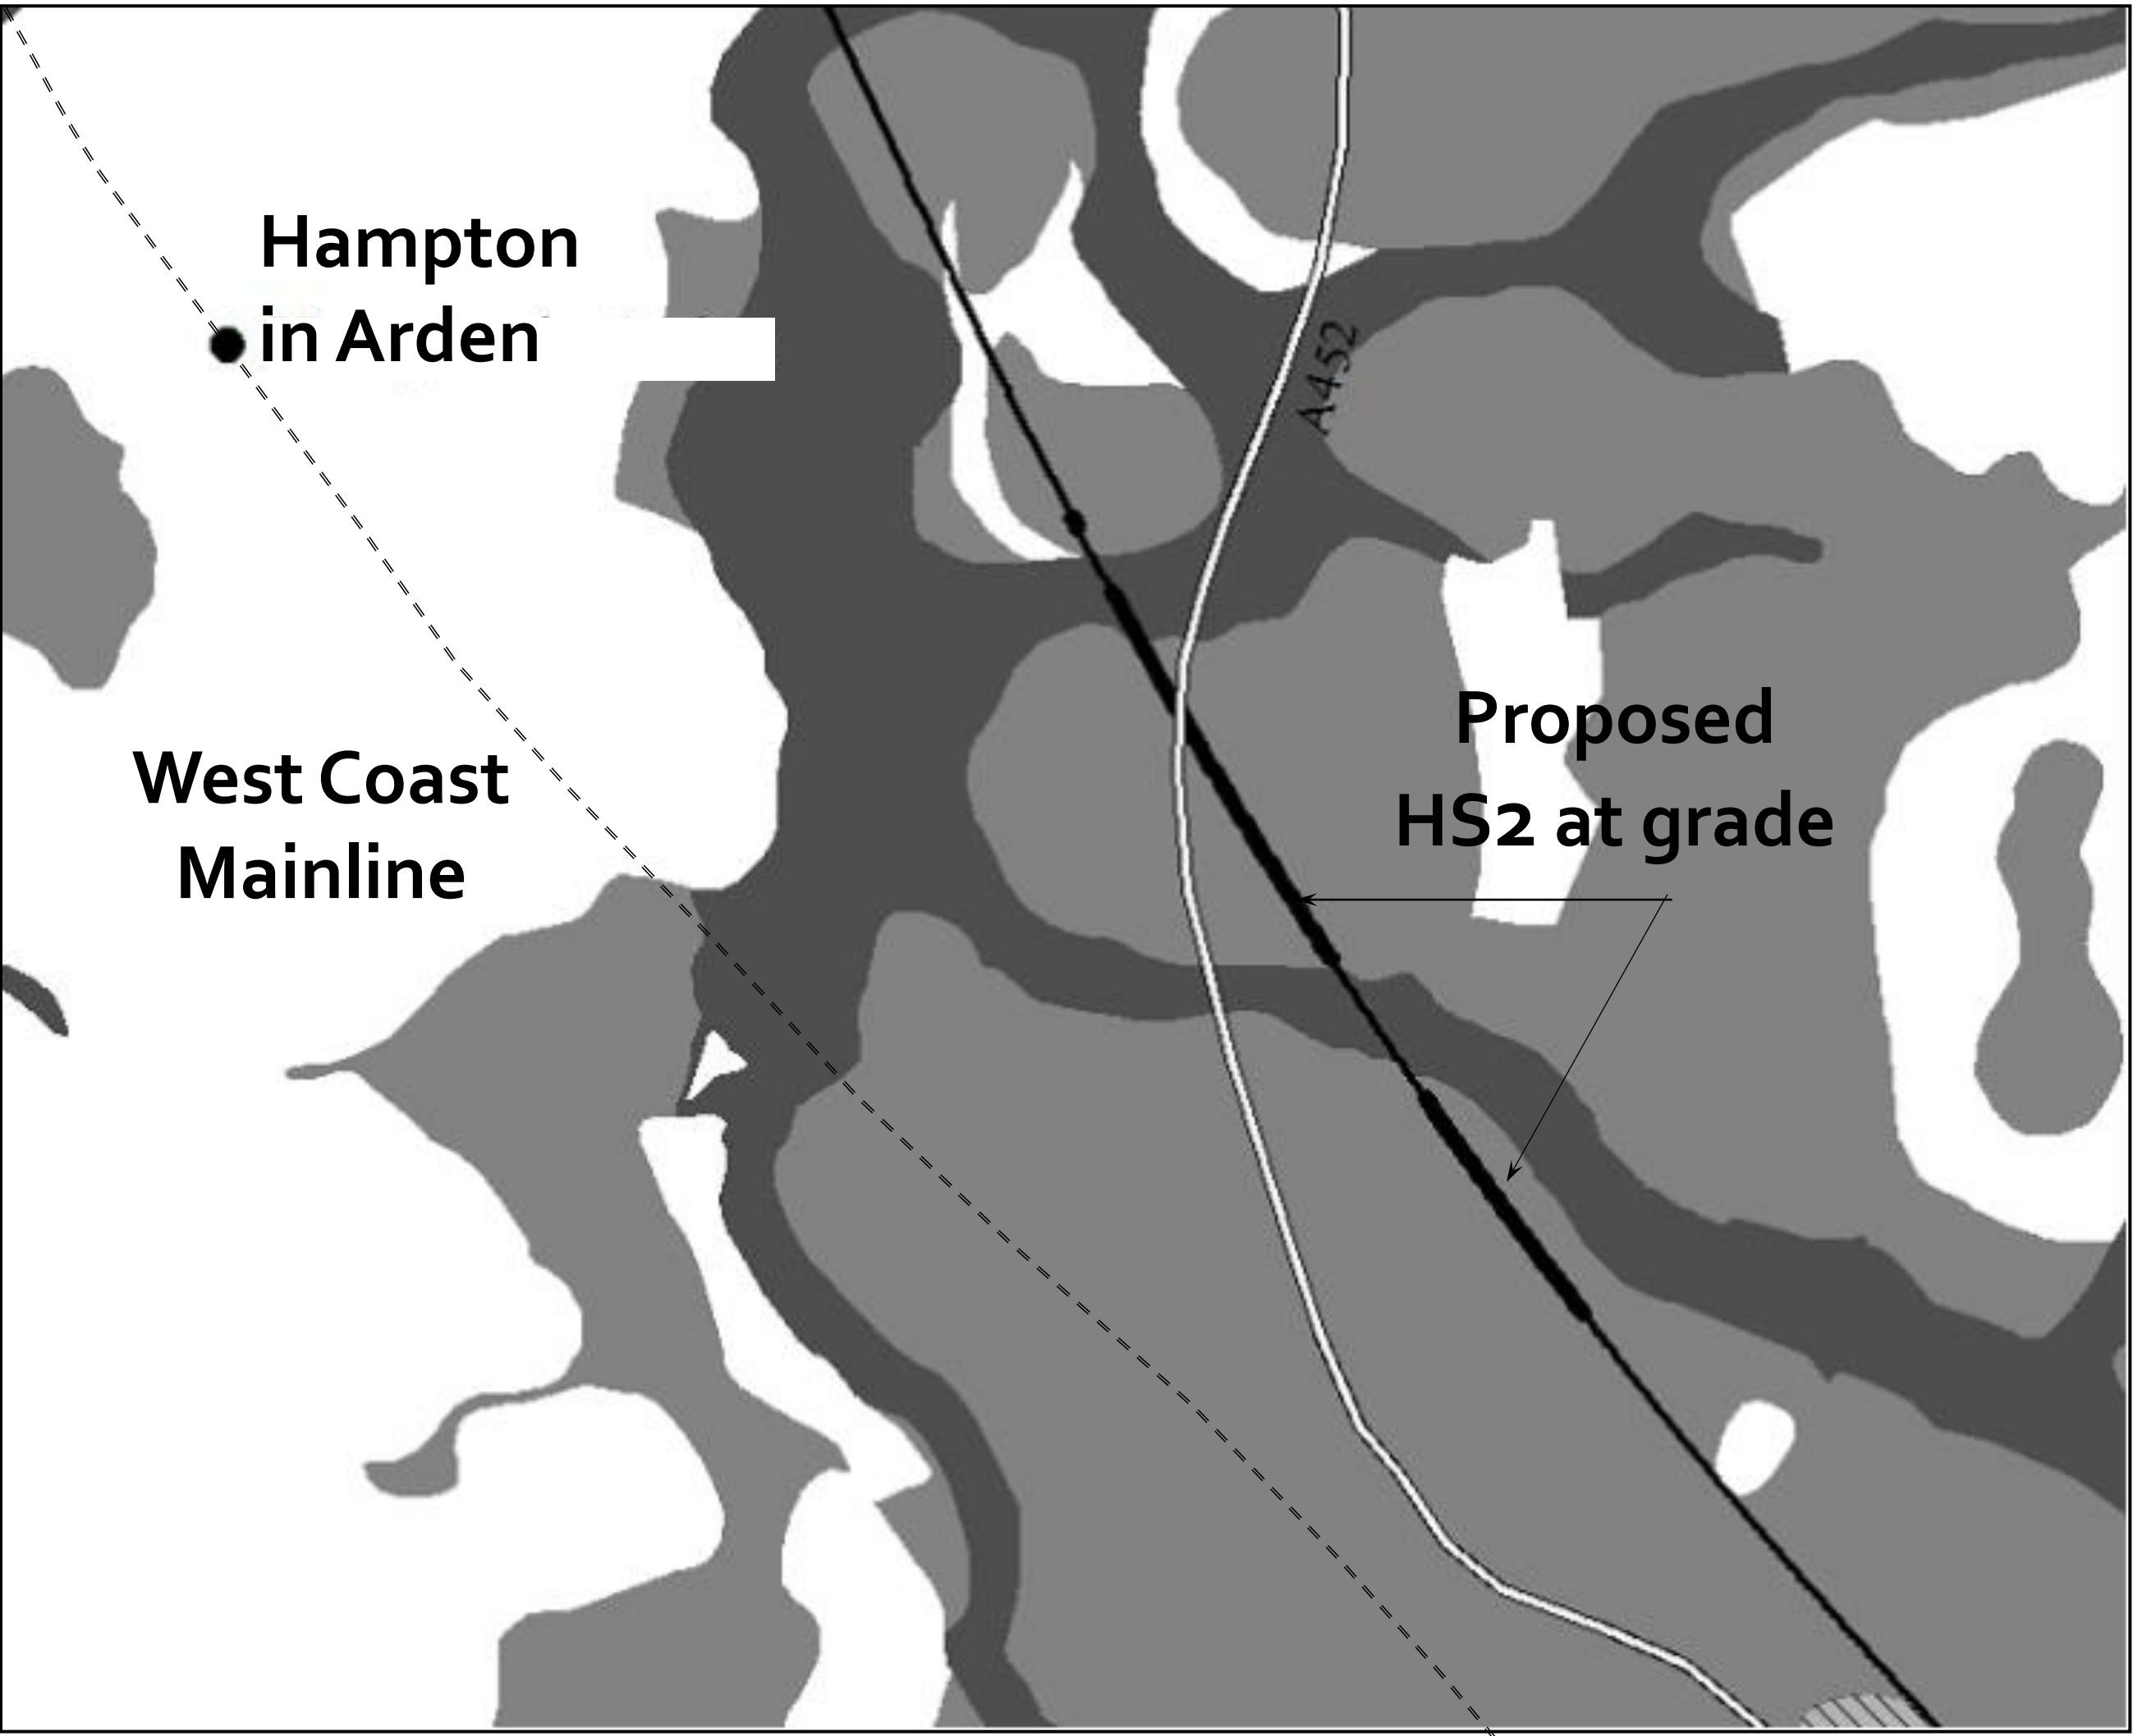 Hampton
in Arden
A452
Proposed
HS2 at grade
West Coast
Mainline